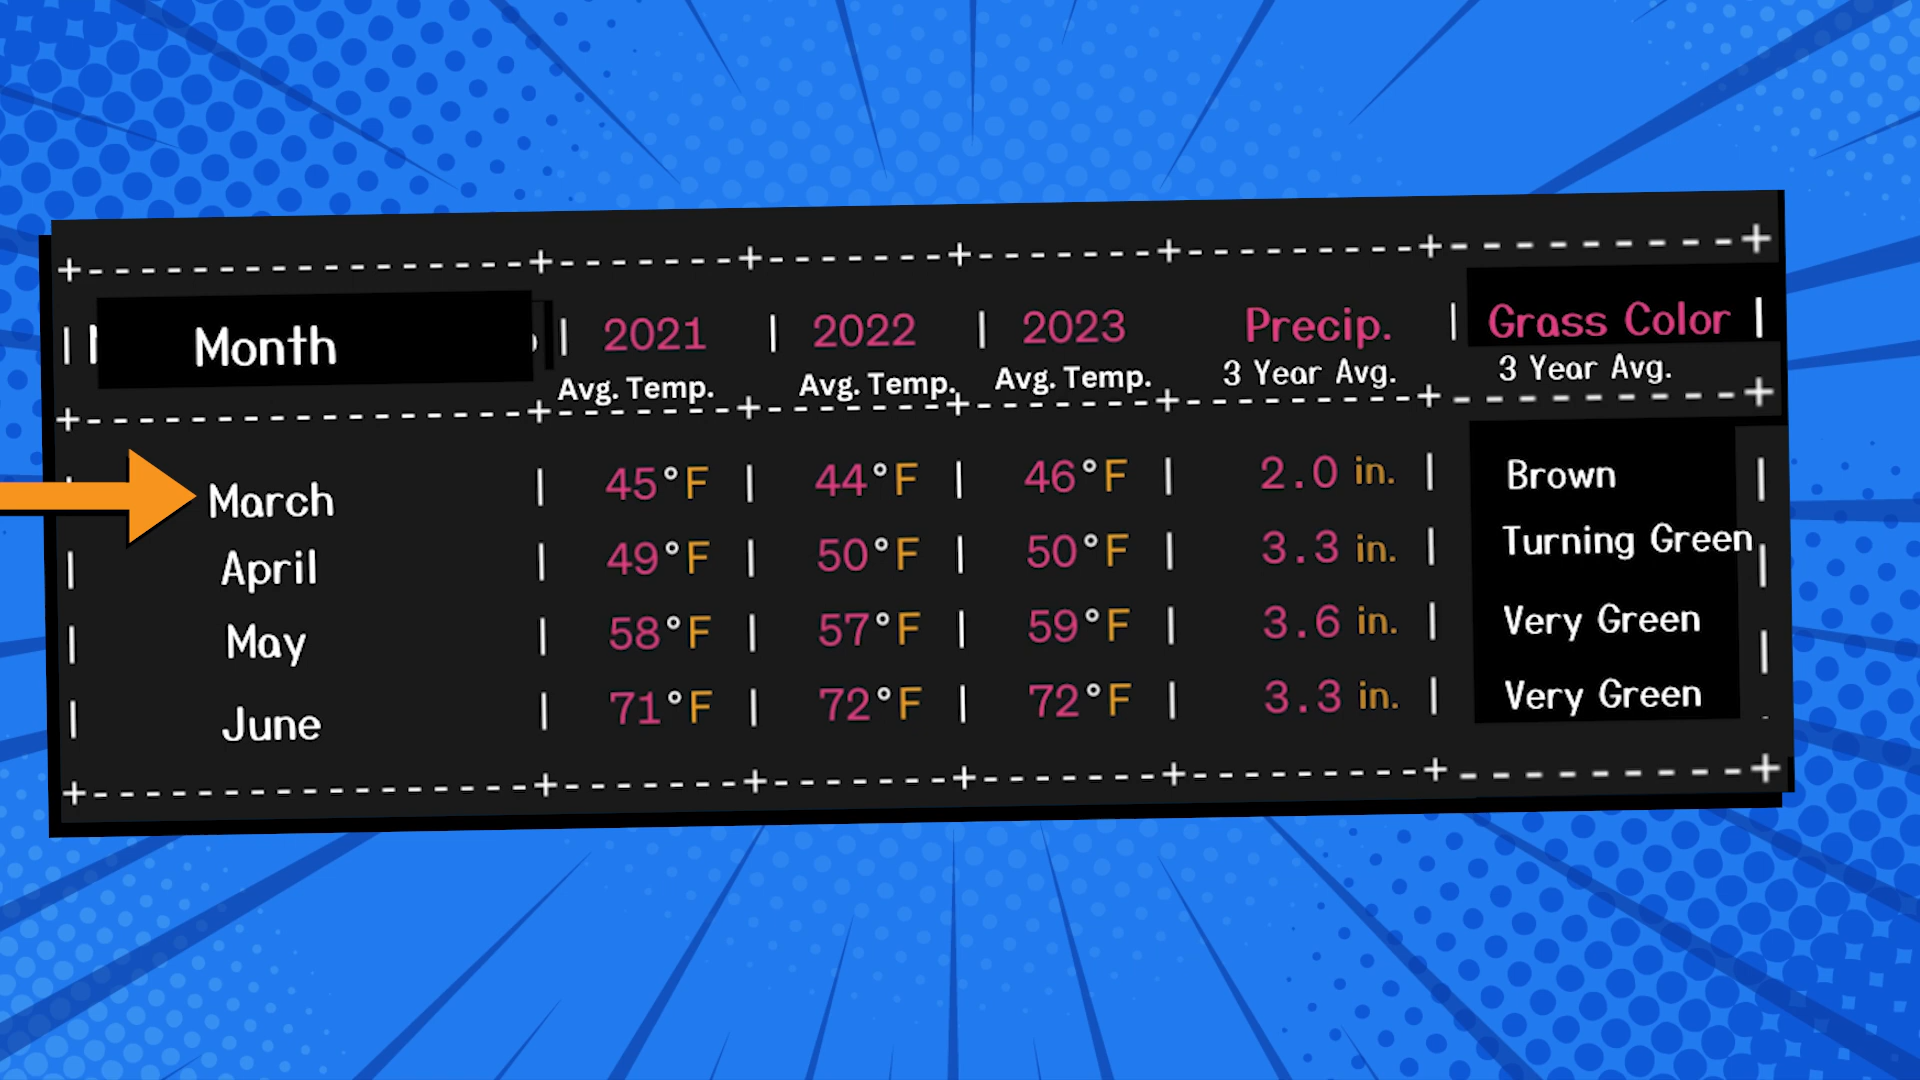 Month | 2021 | 2022 | 2023 Precip. | Grass Color |
Avg. Temp. Avg. Temp. Avg. Temp. 3 Year Avg. 3 Year Avg.
March | 45°F | 44°F | 46°F | 2.0 in. | Brown |
| April | 49°F | 50°F | 50°F | 3.3 in. | Turning Green |
| May | 58°F | 57°F | 59°F | 3.6 in. | Very Green |
| June | 71°F | 72°F | 72°F | 3.3 in. | Very Green